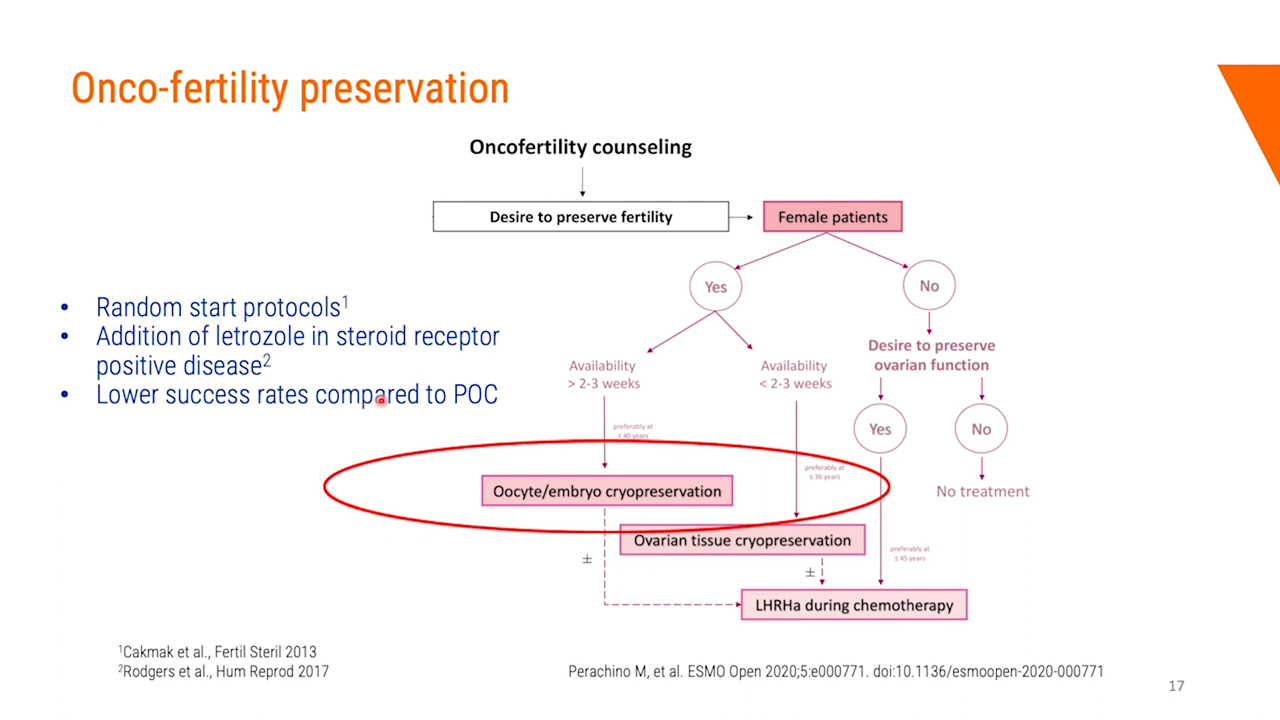 Onco-fertility preservation
Oncofertility counseling
Desire to preserve fertility
Female patients
Yes
No
• Random start protocols1
• Addition of letrozole in steroid receptor
positive disease2
• Lower success rates compared to POC
Availability
> 2-3 weeks
Availability
< 2-3 weeks
Desire to preserve
ovarian function
Yes
No
preferably at
≤ 40 years
preferably at
≤ 36 years
Oocyte/embryo cryopreservation
No treatment
Ovarian tissue cryopreservation
preferably at
≤ 45 years
±
±
LHRHa during chemotherapy
1Cakmak et al., Fertil Steril 2013
2Rodgers et al., Hum Reprod 2017
Perachino M, et al. ESMO Open 2020;5:e000771. doi:10.1136/esmoopen-2020-000771
17